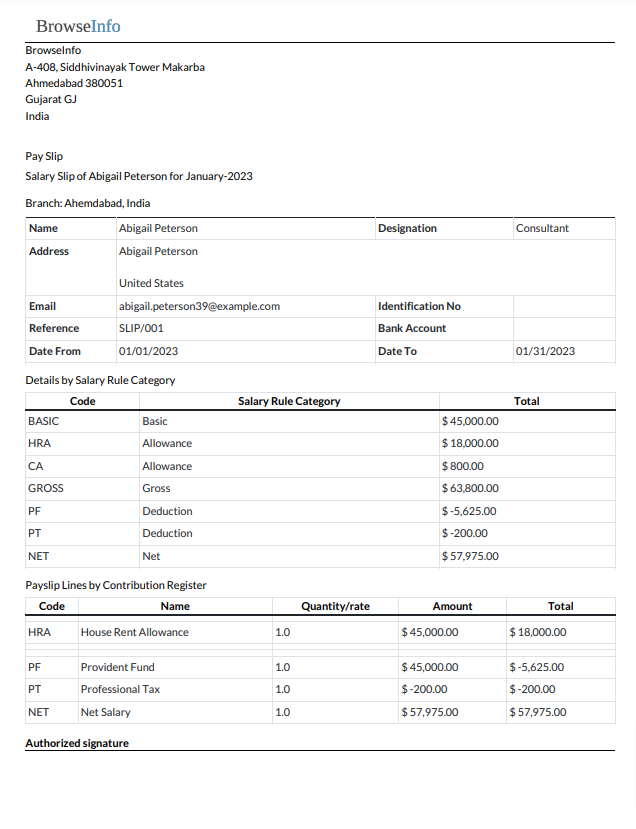 BrowseInfo
BrowseInfo
A-408, Siddhivinayak Tower Makarba
Ahmedabad 380051
Gujarat GJ
India
Pay Slip
Salary Slip of Abigail Peterson for January-2023
Branch: Ahemdabad, India
Name Abigail Peterson Designation Consultant
Address Abigail Peterson
United States
Email abigail.peterson39@example.com Identification No
Reference SLIP/001 Bank Account
Date From 01/01/2023 Date To 01/31/2023
Details by Salary Rule Category
Code Salary Rule Category Total
BASIC Basic $ 45,000.00
HRA Allowance $ 18,000.00
CA Allowance $ 800.00
GROSS Gross $ 63,800.00
PF Deduction $ -5,625.00
PT Deduction $ -200.00
NET Net $ 57,975.00
Payslip Lines by Contribution Register
Code Name Quantity/rate Amount Total
HRA House Rent Allowance 1.0 $ 45,000.00 $ 18,000.00
PF Provident Fund 1.0 $ 45,000.00 $ -5,625.00
PT Professional Tax 1.0 $ -200.00 $ -200.00
NET Net Salary 1.0 $ 57,975.00 $ 57,975.00
Authorized signature